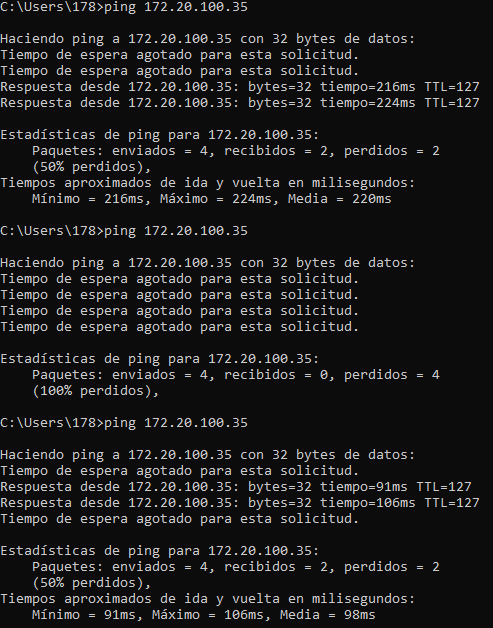 C:\Users\178>ping 172.20.100.35
Haciendo ping a 172.20.100.35 con 32 bytes de datos:
Tiempo de espera agotado para esta solicitud.
Tiempo de espera agotado para esta solicitud.
Respuesta desde 172.20.100.35: bytes=32 tiempo=216ms TTL=127
Respuesta desde 172.20.100.35: bytes=32 tiempo=224ms TTL=127
Estadísticas de ping para 172.20.100.35:
Paquetes: enviados = 4, recibidos = 2, perdidos = 2
(50% perdidos),
Tiempos aproximados de ida y vuelta en milisegundos:
Mínimo = 216ms, Máximo = 224ms, Media = 220ms
C:\Users\178>ping 172.20.100.35
Haciendo ping a 172.20.100.35 con 32 bytes de datos:
Tiempo de espera agotado para esta solicitud.
Tiempo de espera agotado para esta solicitud.
Tiempo de espera agotado para esta solicitud.
Tiempo de espera agotado para esta solicitud.
Estadísticas de ping para 172.20.100.35:
Paquetes: enviados = 4, recibidos = 0, perdidos = 4
(100% perdidos),
C:\Users\178>ping 172.20.100.35
Haciendo ping a 172.20.100.35 con 32 bytes de datos:
Tiempo de espera agotado para esta solicitud.
Respuesta desde 172.20.100.35: bytes=32 tiempo=91ms TTL=127
Respuesta desde 172.20.100.35: bytes=32 tiempo=106ms TTL=127
Tiempo de espera agotado para esta solicitud.
Estadísticas de ping para 172.20.100.35:
Paquetes: enviados = 4, recibidos = 2, perdidos = 2
(50% perdidos),
Tiempos aproximados de ida y vuelta en milisegundos:
Mínimo = 91ms, Máximo = 106ms, Media = 98ms